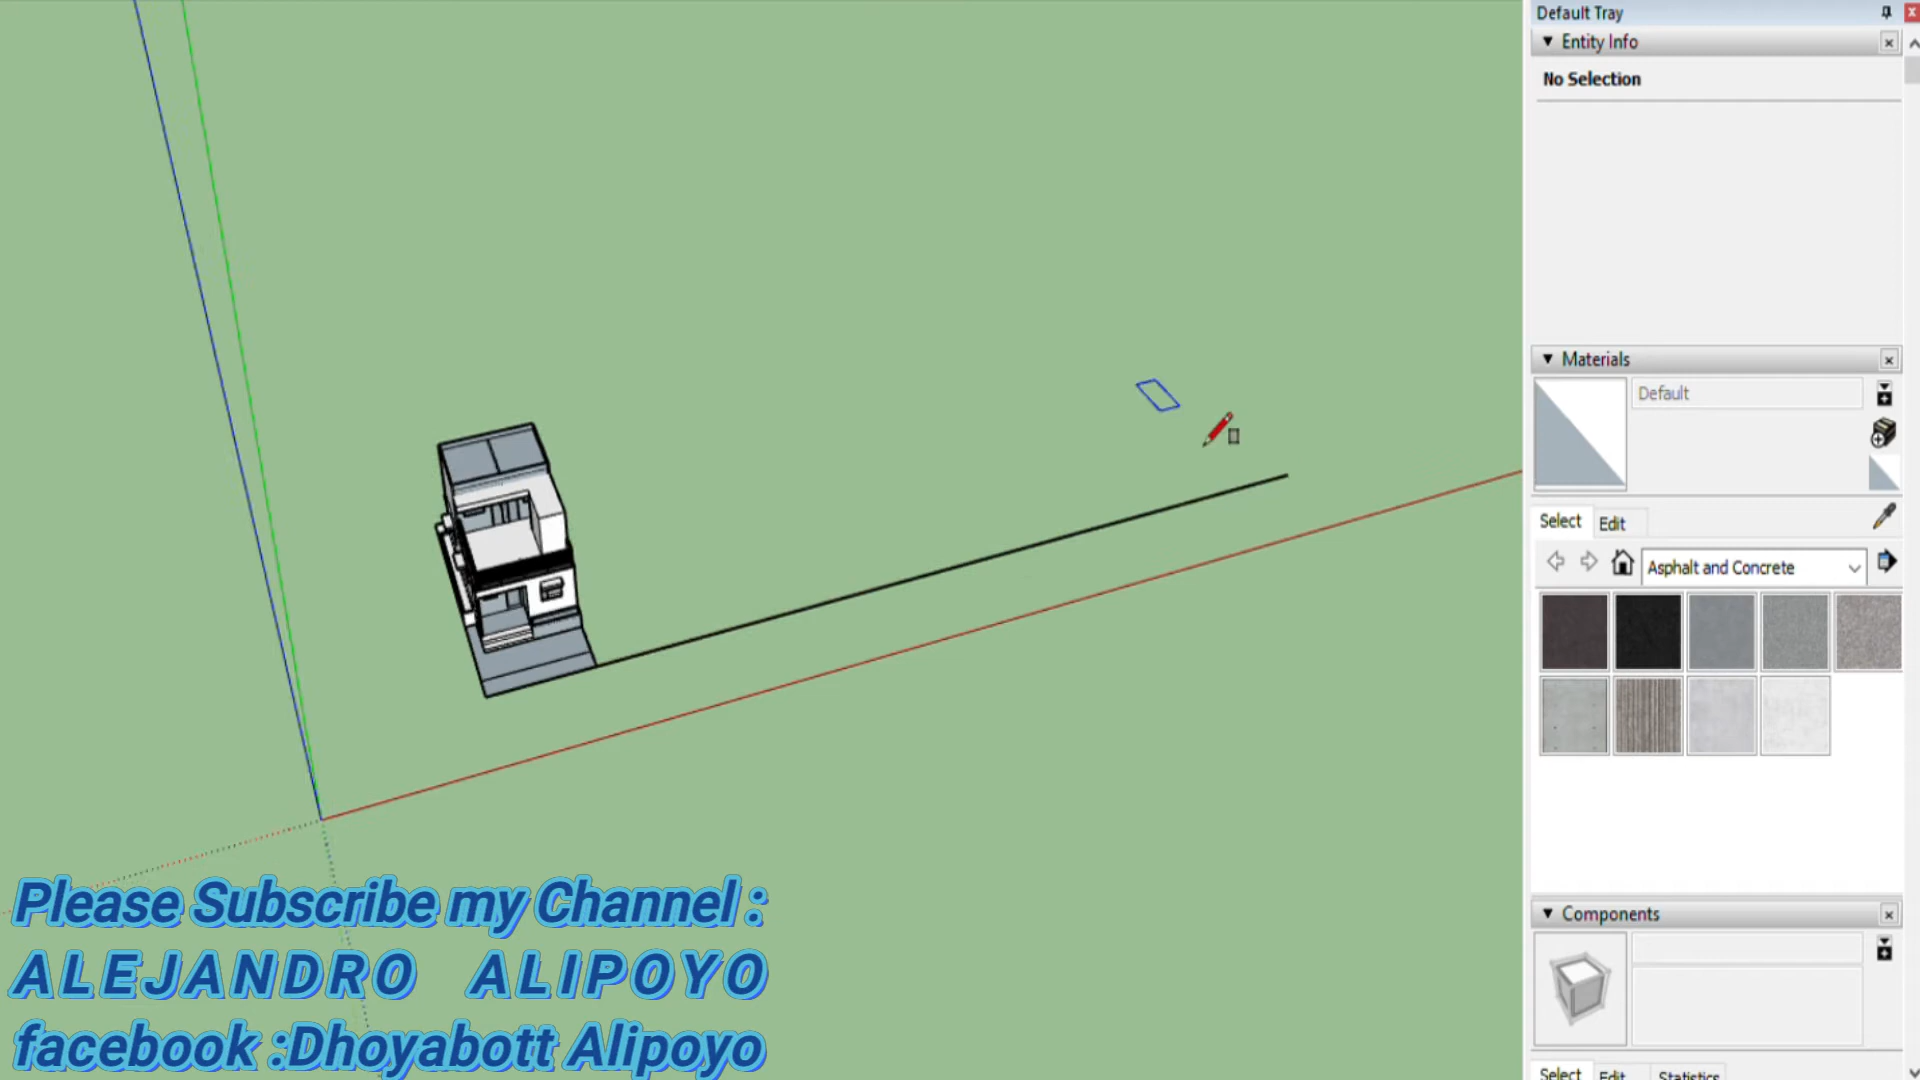 Default Tray
Entity Info
No Selection
Materials
Default
Select Edit
Asphalt and Concrete
Components
Select Edit Statistics
Please Subscribe my Channel :
ALEJANDRO ALIPOYO
facebook :Dhoyabott Alipoyo